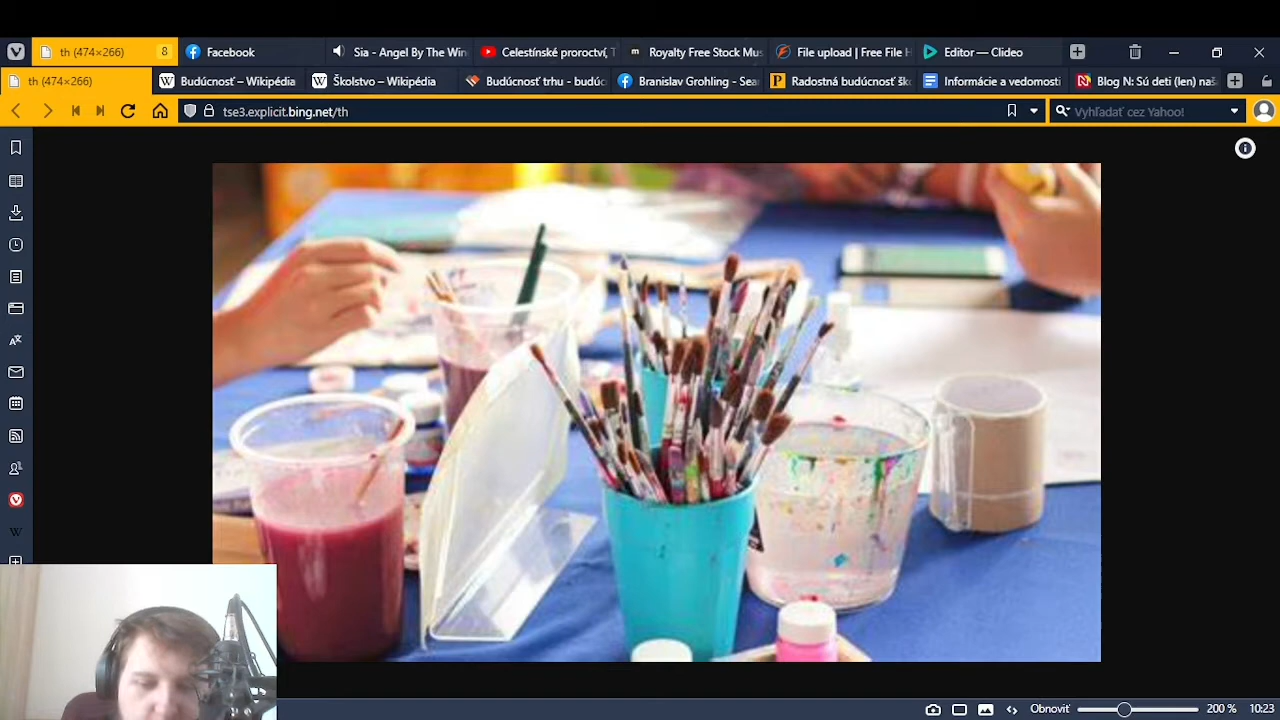 th (474×266)
8
Facebook
Sia - Angel By The Win
Celestínské proroctví, T
Royalty Free Stock Mus
File upload | Free File H
Editor — Clideo
th (474×266)
Budúcnosť – Wikipédia
Školstvo – Wikipédia
Budúcnosť trhu - budúc
Branislav Grohling - Sea
Radostná budúcnosť ško
Informácie a vedomosti
Blog N: Sú deti (len) naš
tse3.explicit.bing.net/th
Vyhľadať cez Yahoo!
Obnoviť
200 %
10:23